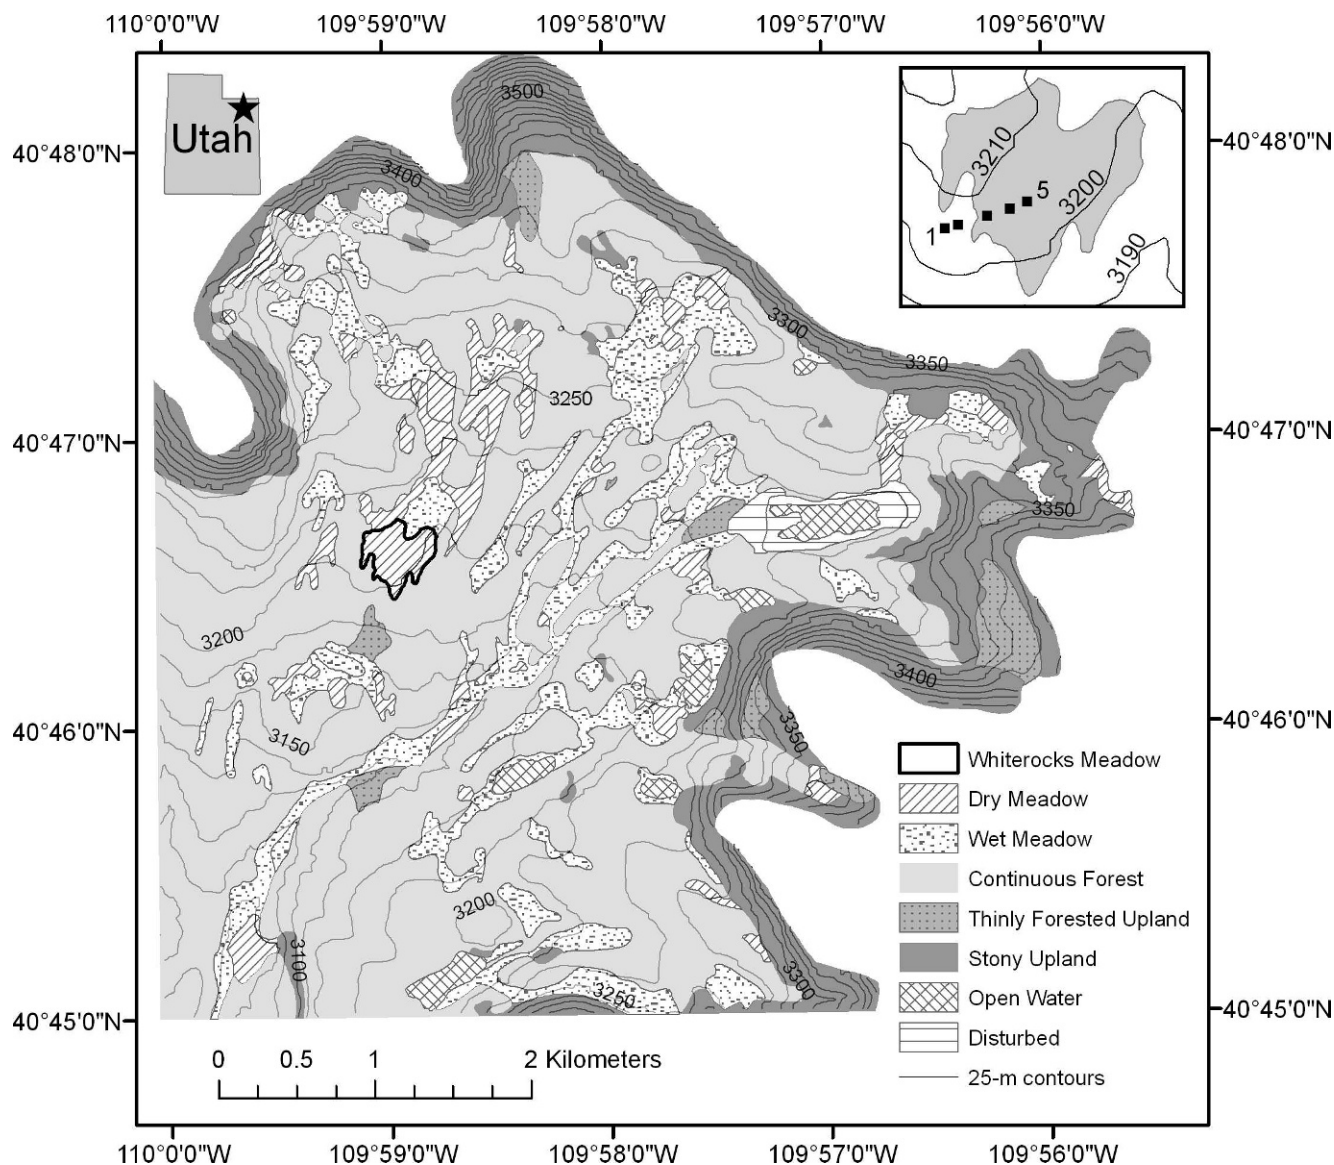 110°0'0"W 109°59'0"W 109°58'0"W 109°57'0"W 109°56'0"W
40°48'0"N
40°48'0"N
Utah
3500
3400
3210
3200
3190
1
5
3300
3350
3250
40°47'0"N
40°47'0"N
3350
3200
3400
40°46'0"N
40°46'0"N
3150
3350
3200
3100
3300
3250
40°45'0"N
40°45'0"N
Whiterocks Meadow
Dry Meadow
Wet Meadow
Continuous Forest
Thinly Forested Upland
Stony Upland
Open Water
Disturbed
25-m contours
0 0.5 1 2 Kilometers
110°0'0"W 109°59'0"W 109°58'0"W 109°57'0"W 109°56'0"W